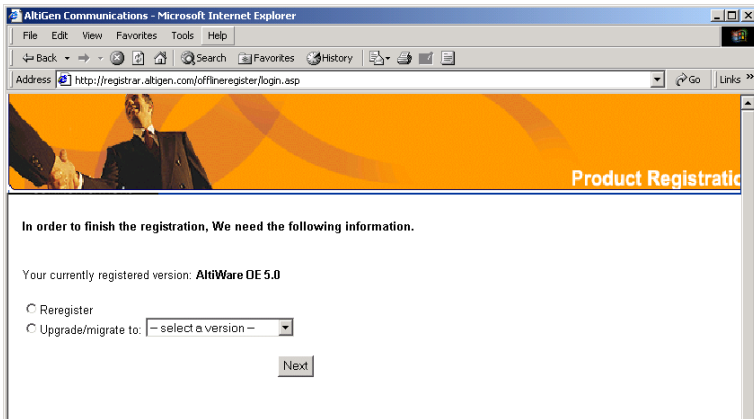 AltiGen Communications - Microsoft Internet Explorer
File Edit View Favorites Tools Help
Back Search Favorites History
Address http://registrar.altigen.com/offlineregister/login.asp Go Links »
Product Registratio
In order to finish the registration, We need the following information.
Your currently registered version: AltiWare OE 5.0
Reregister
Upgrade/migrate to: -- select a version --
Next